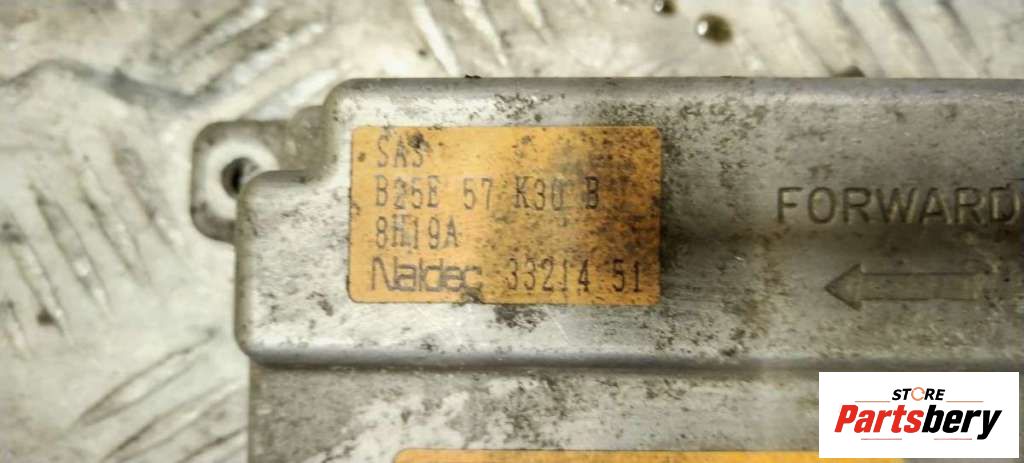 SAS
B25E 57 K30 B
8H19A
Naldec 33214 51
FORWARD
STORE
Partsbery